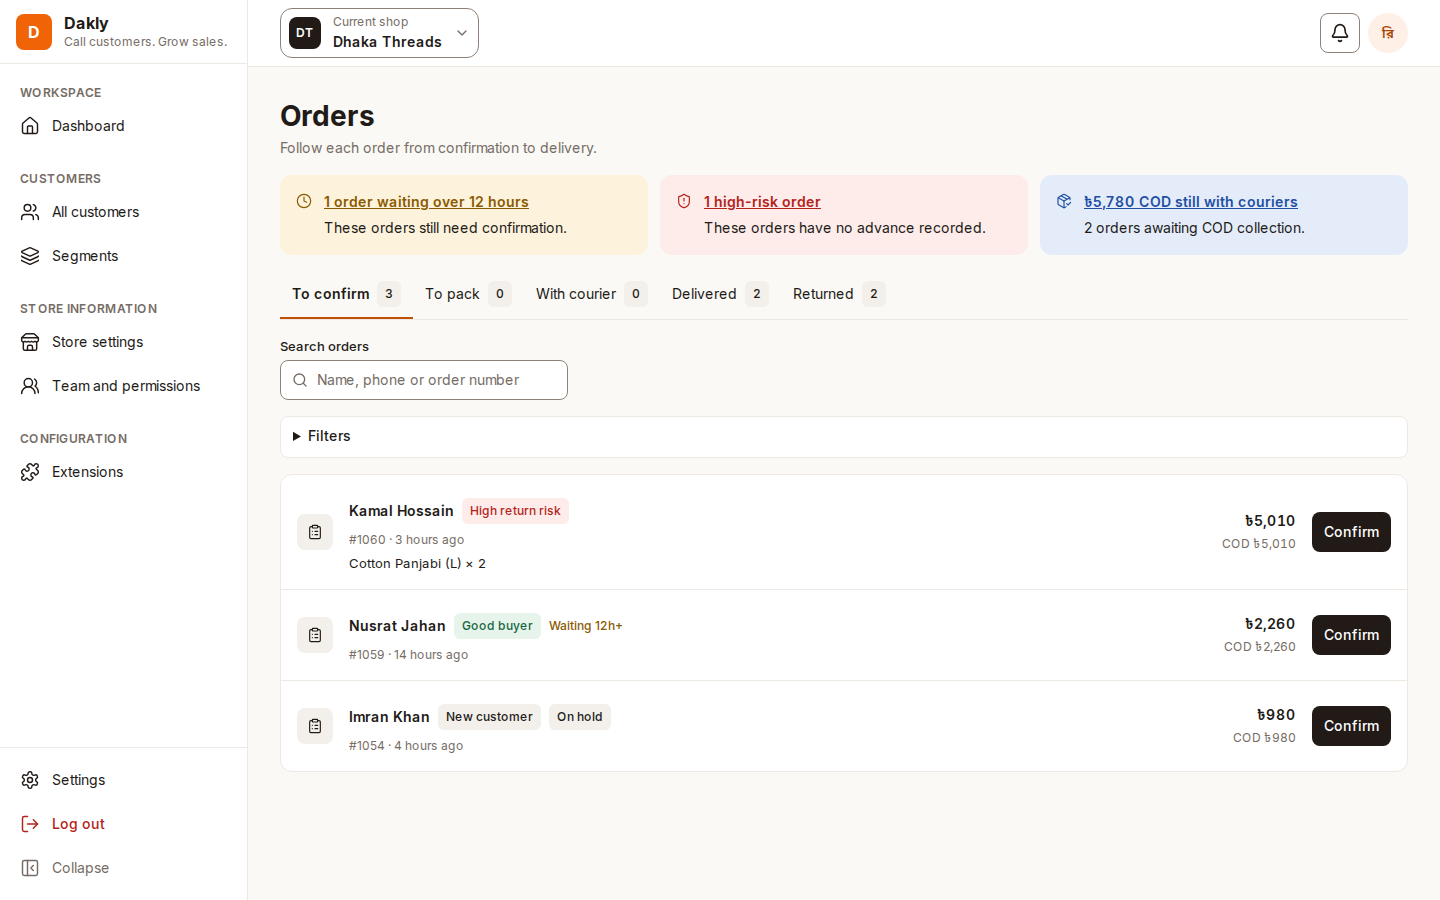 D
Dakly
Call customers. Grow sales.
WORKSPACE
Dashboard
CUSTOMERS
All customers
Segments
STORE INFORMATION
Store settings
Team and permissions
CONFIGURATION
Extensions
Settings
Log out
Collapse
DT
Current shop
Dhaka Threads
রি
Orders
Follow each order from confirmation to delivery.
1 order waiting over 12 hours
These orders still need confirmation.
1 high-risk order
These orders have no advance recorded.
৳5,780 COD still with couriers
2 orders awaiting COD collection.
To confirm 3 To pack 0 With courier 0 Delivered 2 Returned 2
Search orders
Name, phone or order number
Filters
Kamal Hossain High return risk
#1060 · 3 hours ago
Cotton Panjabi (L) × 2
৳5,010
COD ৳5,010
Confirm
Nusrat Jahan Good buyer Waiting 12h+
#1059 · 14 hours ago
৳2,260
COD ৳2,260
Confirm
Imran Khan New customer On hold
#1054 · 4 hours ago
৳980
COD ৳980
Confirm